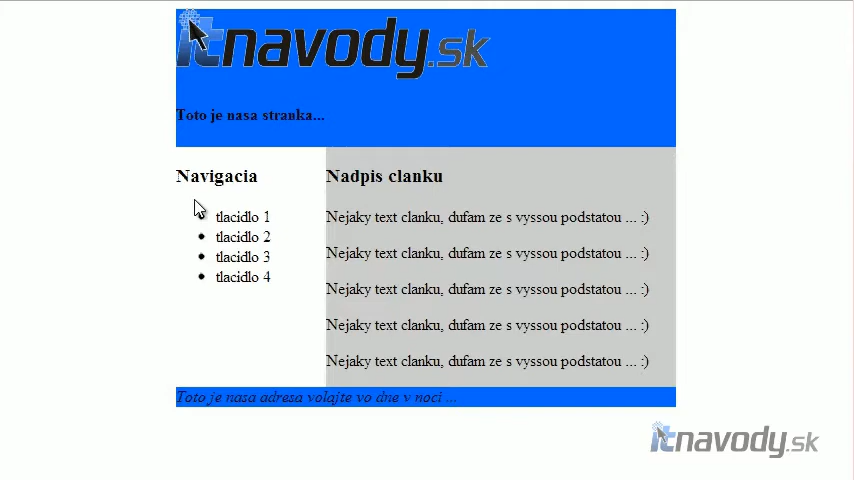 itnavody.sk
Toto je nasa stranka...
Navigacia
tlacidlo 1
tlacidlo 2
tlacidlo 3
tlacidlo 4
Nadpis clanku
Nejaky text clanku, dufam ze s vyssou podstatou ... :)
Nejaky text clanku, dufam ze s vyssou podstatou ... :)
Nejaky text clanku, dufam ze s vyssou podstatou ... :)
Nejaky text clanku, dufam ze s vyssou podstatou ... :)
Nejaky text clanku, dufam ze s vyssou podstatou ... :)
Toto je nasa adresa volajte vo dne v noci ...
itnavody.sk